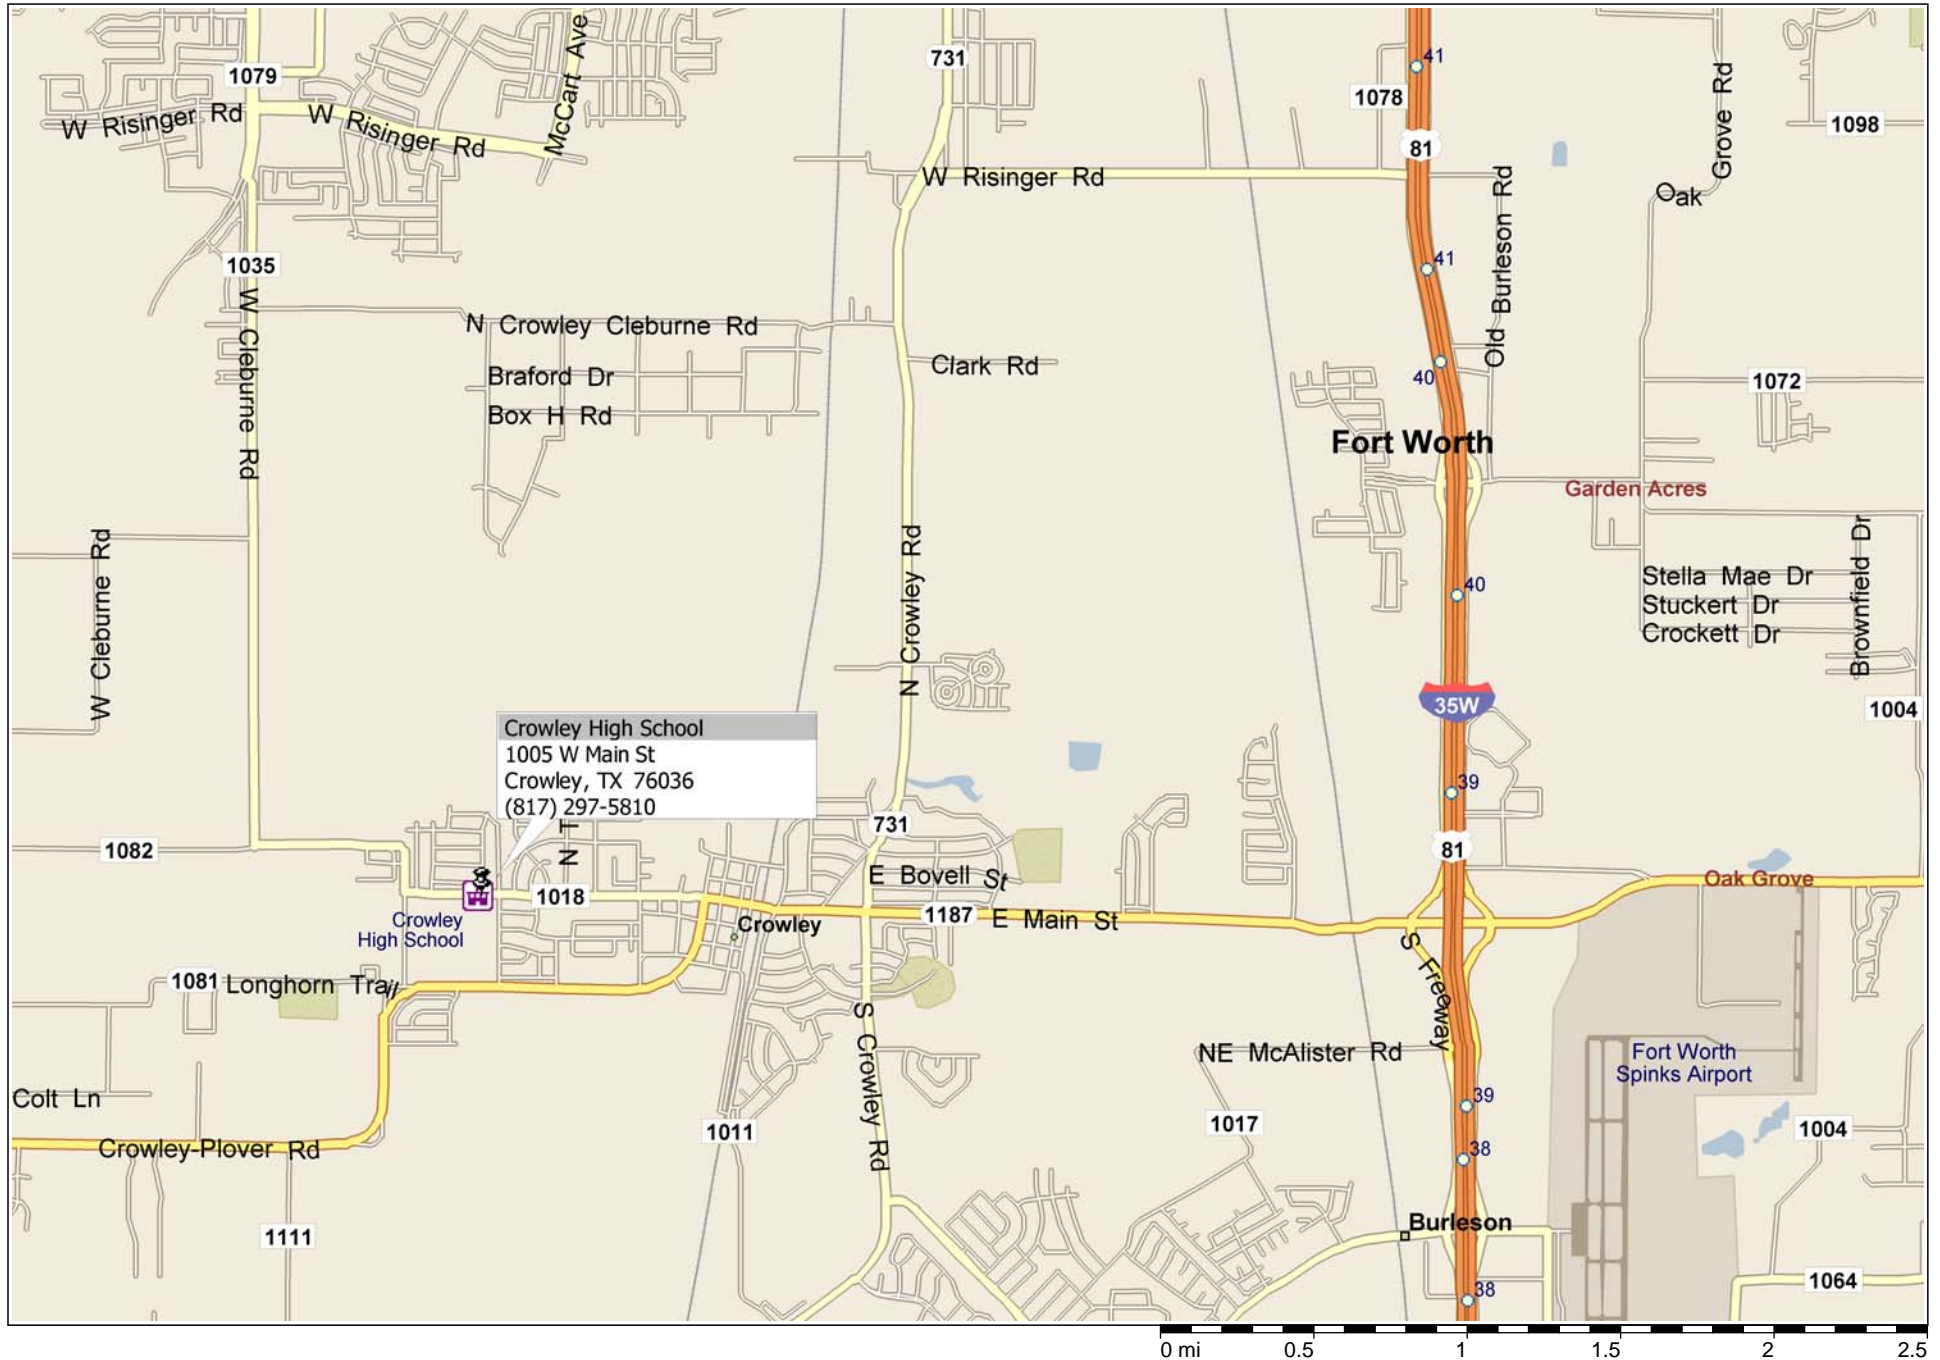 1079
McCart Ave
731
41
1078
W Risinger Rd
W Risinger Rd
81
Grove Rd
1098
W Risinger Rd
Oak
1035
41
Old Burleson Rd
W Cleburne Rd
N Crowley Cleburne Rd
Clark Rd
Braford Dr
40
1072
Box H Rd
Fort Worth
Garden Acres
W Cleburne Rd
N Crowley Rd
40
Stella Mae Dr
Stuckert Dr
Crockett Dr
Brownfield Dr
35W
1004
Crowley High School
1005 W Main St
Crowley, TX 76036
(817) 297-5810
39
N T
731
1082
81
E Bovell St
Oak Grove
1018
1187
E Main St
Crowley
High School
Crowley
S Freeway
1081
Longhorn Trail
S Crowley Rd
NE McAlister Rd
Fort Worth
Spinks Airport
Colt Ln
39
1011
1017
1004
Crowley-Plover Rd
38
1111
Burleson
1064
38
0 mi 0.5 1 1.5 2 2.5